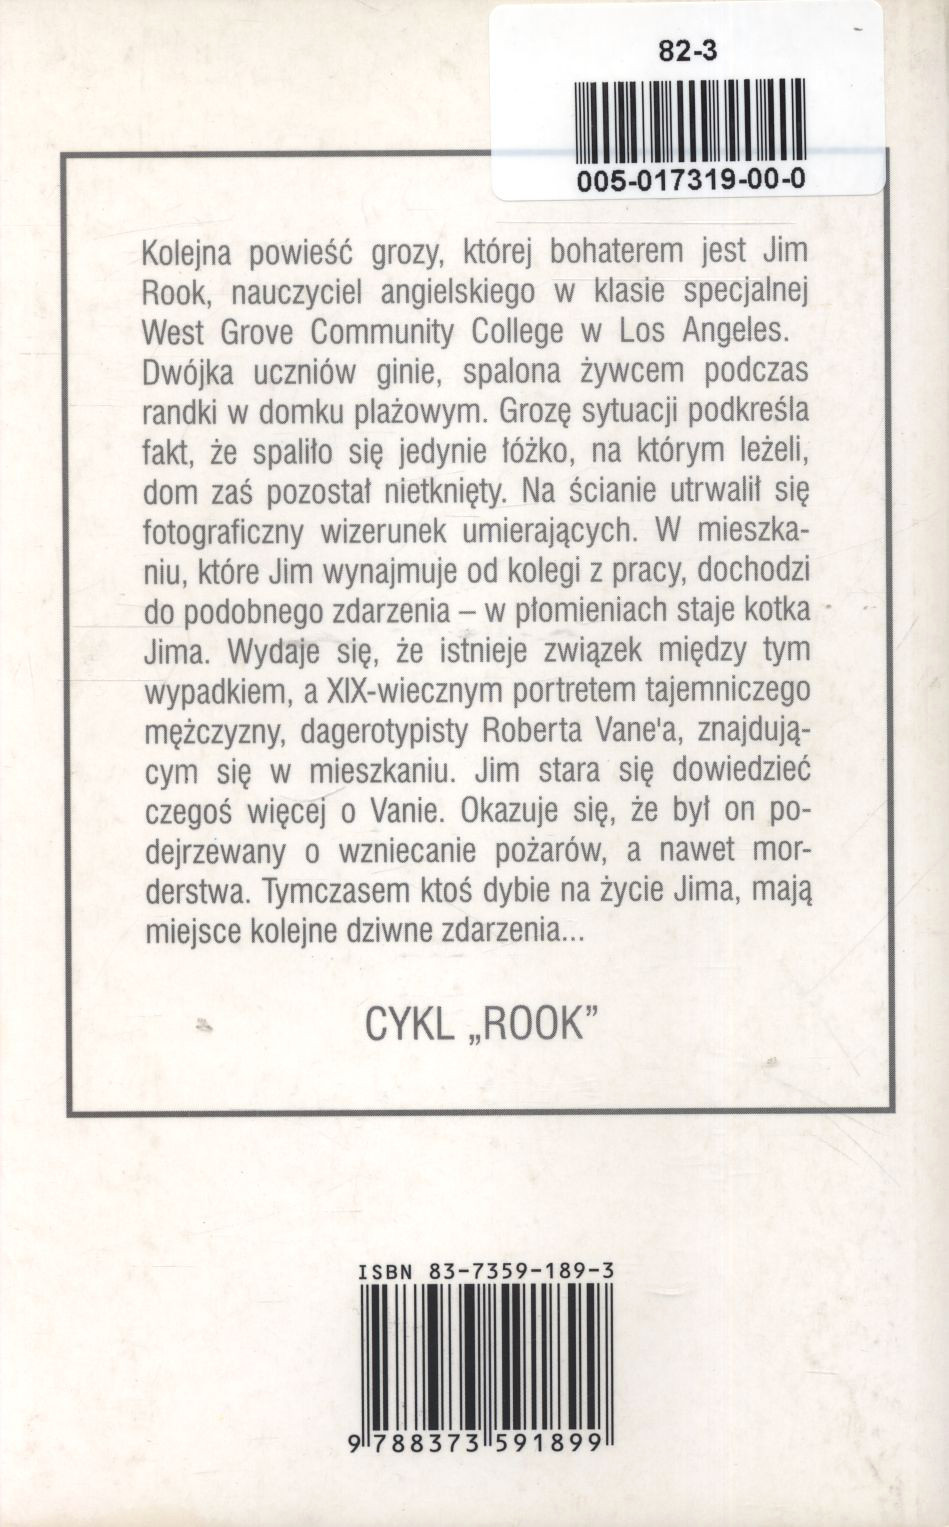 82-3
005-017319-00-0
Kolejna powieść grozy, której bohaterem jest Jim
Rook, nauczyciel angielskiego w klasie specjalnej
West Grove Community College w Los Angeles.
Dwójka uczniów ginie, spalona żywcem podczas
randki w domku plażowym. Grozę sytuacji podkreśla
fakt, że spaliło się jedynie łóżko, na którym leżeli,
dom zaś pozostał nietknięty. Na ścianie utrwalił się
fotograficzny wizerunek umierających. W mieszka-
niu, które Jim wynajmuje od kolegi z pracy, dochodzi
do podobnego zdarzenia – w płomieniach staje kotka
Jima. Wydaje się, że istnieje związek między tym
wypadkiem, a XIX-wiecznym portretem tajemniczego
mężczyzny, dagerotypisty Roberta Vane'a, znajdują-
cym się w mieszkaniu. Jim stara się dowiedzieć
czegoś więcej o Vanie. Okazuje się, że był on po-
dejrzewany o wzniecanie pożarów, a nawet mor-
derstwa. Tymczasem ktoś dybie na życie Jima, mają
miejsce kolejne dziwne zdarzenia...
CYKL „ROOK”
ISBN 83-7359-189-3
9 788373 591899